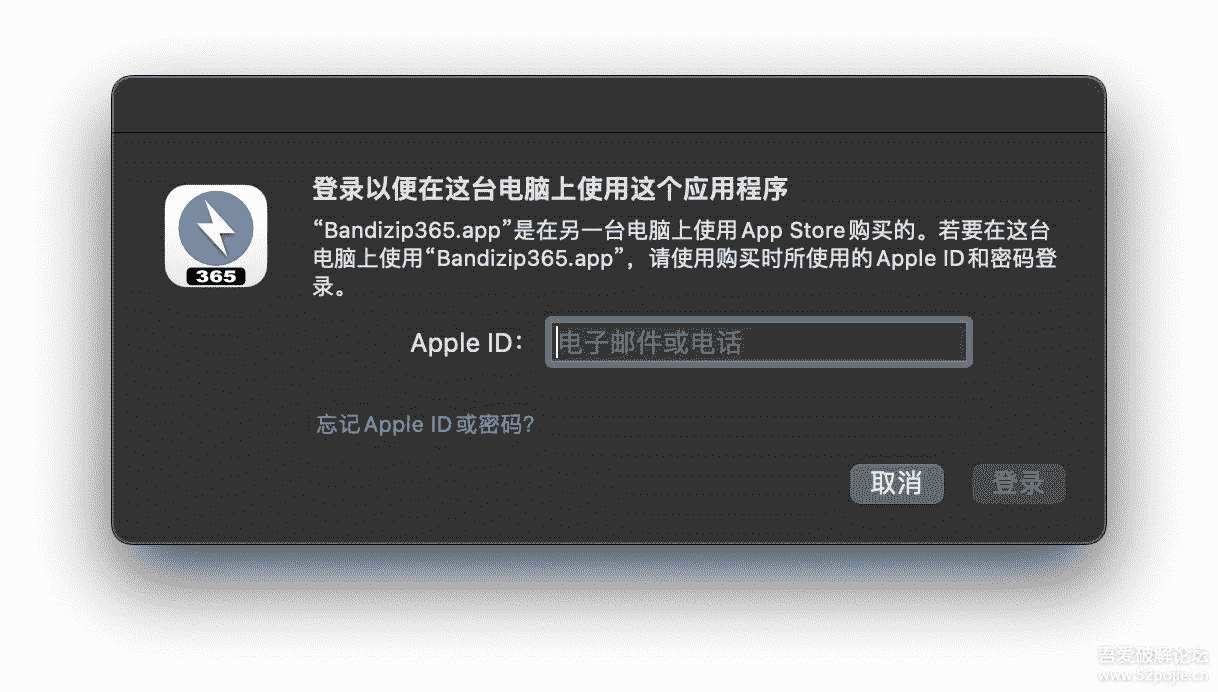 登录以便在这台电脑上使用这个应用程序
“Bandizip365.app”是在另一台电脑上使用App Store购买的。若要在这台
电脑上使用“Bandizip365.app”，请使用购买时所使用的Apple ID和密码登
录。
365
Apple ID：
电子邮件或电话
忘记Apple ID或密码?
取消
登录
吾爱破解论坛
www.52pojie.cn